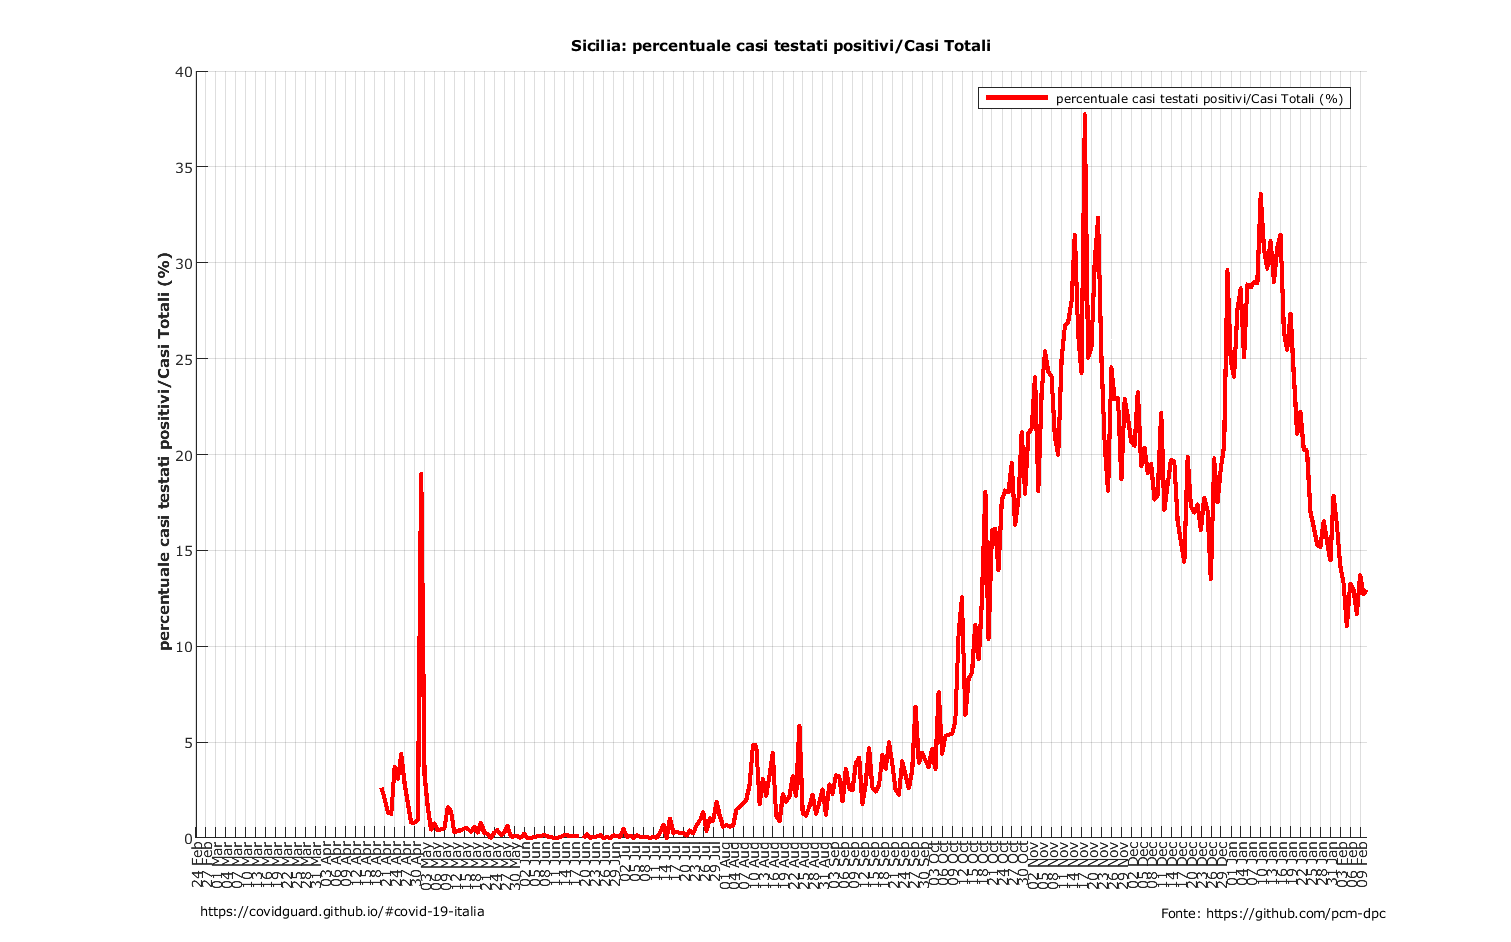 Sicilia: percentuale casi testati positivi/Casi Totali
percentuale casi testati positivi/Casi Totali (%)
percentuale casi testati positivi/Casi Totali (%)
40
35
30
25
20
15
10
5
0
24 Feb
27 Feb
01 Mar
04 Mar
07 Mar
10 Mar
13 Mar
16 Mar
19 Mar
22 Mar
25 Mar
28 Mar
31 Mar
03 Apr
06 Apr
09 Apr
12 Apr
15 Apr
18 Apr
21 Apr
24 Apr
27 Apr
30 Apr
03 May
06 May
09 May
12 May
15 May
18 May
21 May
24 May
27 May
30 May
02 Jun
05 Jun
08 Jun
11 Jun
14 Jun
17 Jun
20 Jun
23 Jun
26 Jun
29 Jun
02 Jul
05 Jul
08 Jul
11 Jul
14 Jul
17 Jul
20 Jul
23 Jul
26 Jul
29 Jul
01 Aug
04 Aug
07 Aug
10 Aug
13 Aug
16 Aug
19 Aug
22 Aug
25 Aug
28 Aug
31 Aug
03 Sep
06 Sep
09 Sep
12 Sep
15 Sep
18 Sep
21 Sep
24 Sep
27 Sep
30 Sep
03 Oct
06 Oct
09 Oct
12 Oct
15 Oct
18 Oct
21 Oct
24 Oct
27 Oct
30 Oct
02 Nov
05 Nov
08 Nov
11 Nov
14 Nov
17 Nov
20 Nov
23 Nov
26 Nov
29 Nov
02 Dec
05 Dec
08 Dec
11 Dec
14 Dec
17 Dec
20 Dec
23 Dec
26 Dec
29 Dec
01 Jan
04 Jan
07 Jan
10 Jan
13 Jan
16 Jan
19 Jan
22 Jan
25 Jan
28 Jan
31 Jan
03 Feb
06 Feb
09 Feb
https://covidguard.github.io/#covid-19-italia
Fonte: https://github.com/pcm-dpc